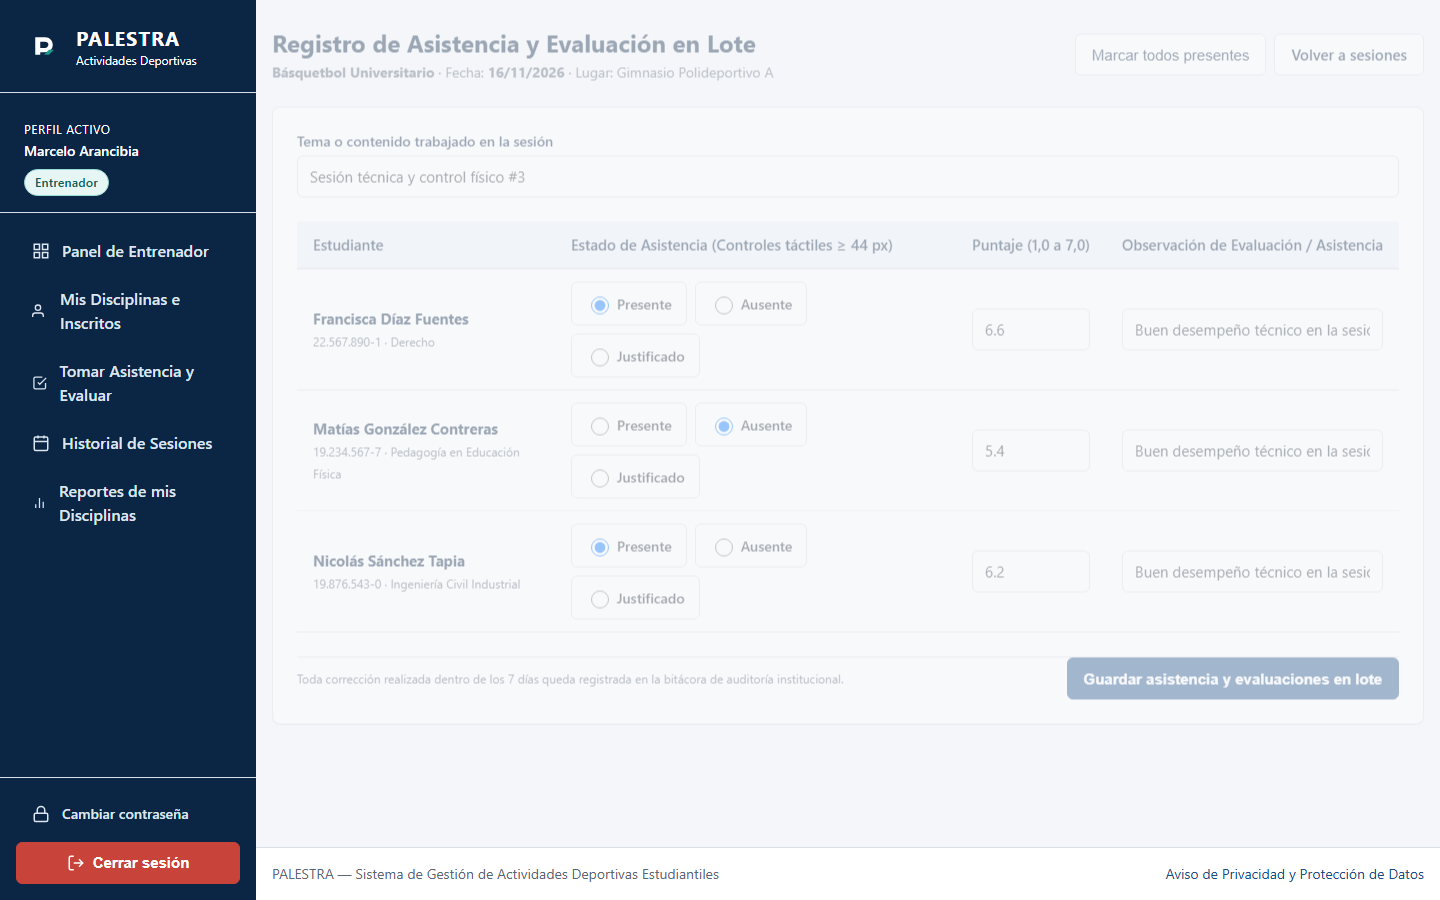 PALESTRA
Actividades Deportivas
PERFIL ACTIVO
Marcelo Arancibia
Entrenador
Panel de Entrenador
Mis Disciplinas e
Inscritos
Tomar Asistencia y
Evaluar
Historial de Sesiones
Reportes de mis
Disciplinas
Cambiar contraseña
Cerrar sesión
Registro de Asistencia y Evaluación en Lote
Básquetbol Universitario · Fecha: 16/11/2026 · Lugar: Gimnasio Polideportivo A
Marcar todos presentes
Volver a sesiones
Tema o contenido trabajado en la sesión
Sesión técnica y control físico #3
Estudiante
Estado de Asistencia (Controles táctiles ≥ 44 px)
Puntaje (1,0 a 7,0)
Observación de Evaluación / Asistencia
Francisca Díaz Fuentes
22.567.890-1 · Derecho
Presente
Ausente
Justificado
6.6
Buen desempeño técnico en la sesic
Matías González Contreras
19.234.567-7 · Pedagogía en Educación
Física
Presente
Ausente
Justificado
5.4
Buen desempeño técnico en la sesic
Nicolás Sánchez Tapia
19.876.543-0 · Ingeniería Civil Industrial
Presente
Ausente
Justificado
6.2
Buen desempeño técnico en la sesic
Toda corrección realizada dentro de los 7 días queda registrada en la bitácora de auditoría institucional.
Guardar asistencia y evaluaciones en lote
PALESTRA — Sistema de Gestión de Actividades Deportivas Estudiantiles
Aviso de Privacidad y Protección de Datos